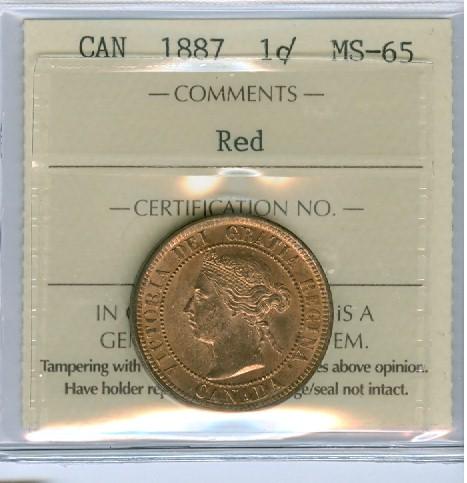 CAN 1887 1¢ MS-65
— COMMENTS —
Red
— CERTIFICATION NO. —
VICTORIA DEI GRATIA REGINA.
CANADA
IN IS A
GE EM.
Tampering with es above opinion.
Have holder re ge/seal not intact.